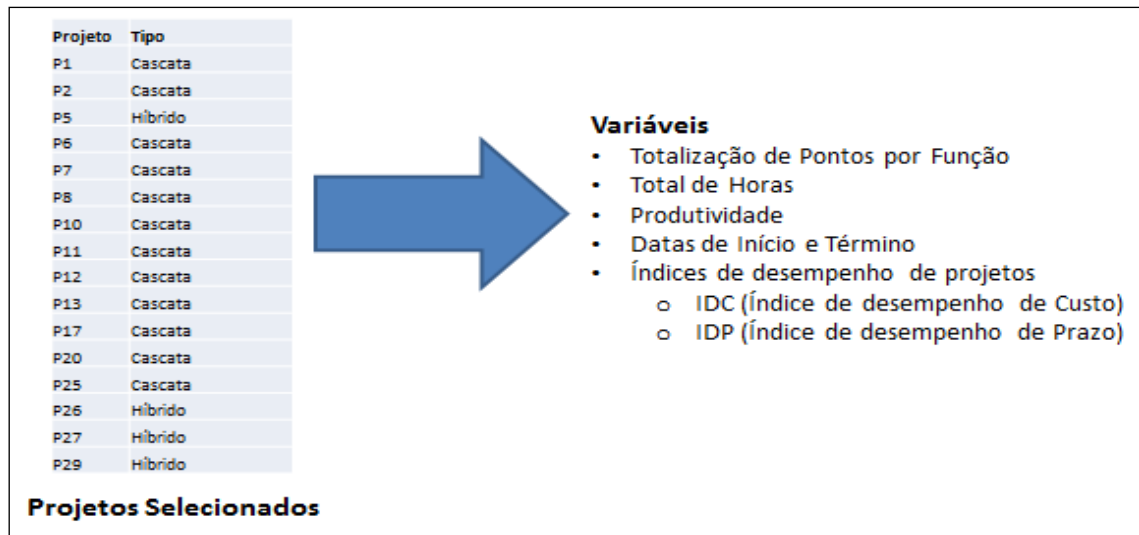 Projeto Tipo
P1 Cascata
P2 Cascata
P5 Híbrido
P6 Cascata
P7 Cascata
P8 Cascata
P10 Cascata
P11 Cascata
P12 Cascata
P13 Cascata
P17 Cascata
P20 Cascata
P25 Cascata
P26 Híbrido
P27 Híbrido
P29 Híbrido
Projetos Selecionados
Variáveis
• Totalização de Pontos por Função
• Total de Horas
• Produtividade
• Datas de Início e Término
• Índices de desempenho de projetos
o IDC (Índice de desempenho de Custo)
o IDP (Índice de desempenho de Prazo)